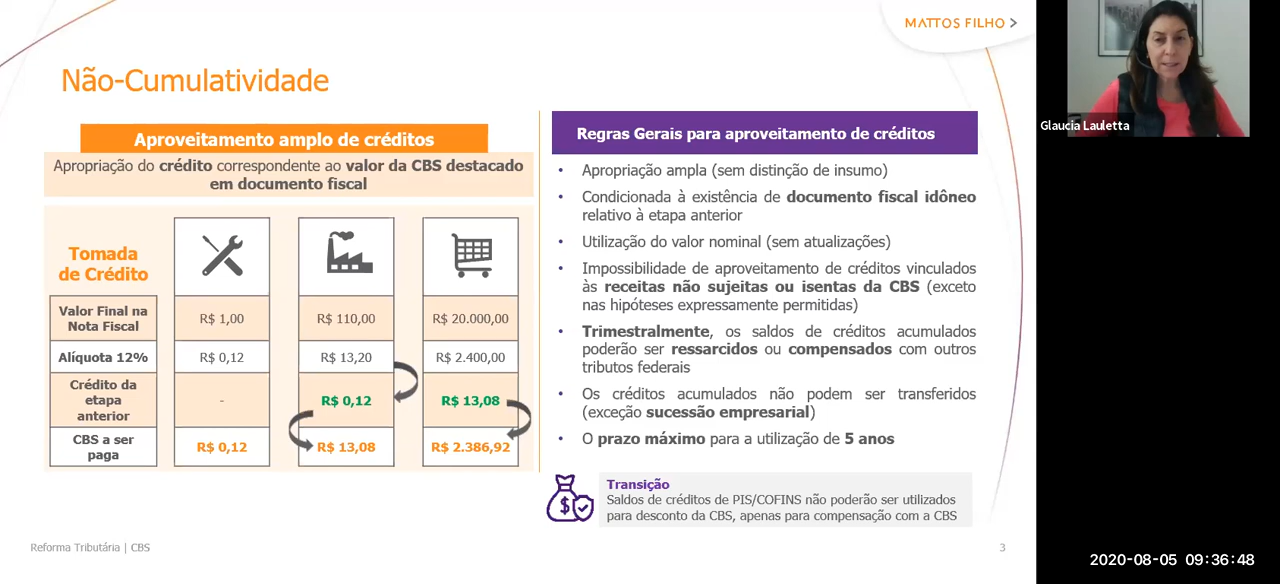 MATTOS FILHO >
Não-Cumulatividade
Aproveitamento amplo de créditos
Apropriação do crédito correspondente ao valor da CBS destacado
em documento fiscal
Tomada
de Crédito
Valor Final na
Nota Fiscal
R$ 1,00
R$ 110,00
R$ 20.000,00
Alíquota 12%
R$ 0,12
R$ 13,20
R$ 2.400,00
Crédito da
etapa
anterior
-
R$ 0,12
R$ 13,08
CBS a ser
paga
R$ 0,12
R$ 13,08
R$ 2.386,92
Regras Gerais para aproveitamento de créditos
• Apropriação ampla (sem distinção de insumo)
• Condicionada à existência de documento fiscal idôneo
relativo à etapa anterior
• Utilização do valor nominal (sem atualizações)
• Impossibilidade de aproveitamento de créditos vinculados
às receitas não sujeitas ou isentas da CBS (exceto
nas hipóteses expressamente permitidas)
• Trimestralmente, os saldos de créditos acumulados
poderão ser ressarcidos ou compensados com outros
tributos federais
• Os créditos acumulados não podem ser transferidos
(exceção sucessão empresarial)
• O prazo máximo para a utilização de 5 anos
$
Transição
Saldos de créditos de PIS/COFINS não poderão ser utilizados
para desconto da CBS, apenas para compensação com a CBS
Reforma Tributária | CBS
3
Glaucia Lauletta
2020-08-05 09:36:48